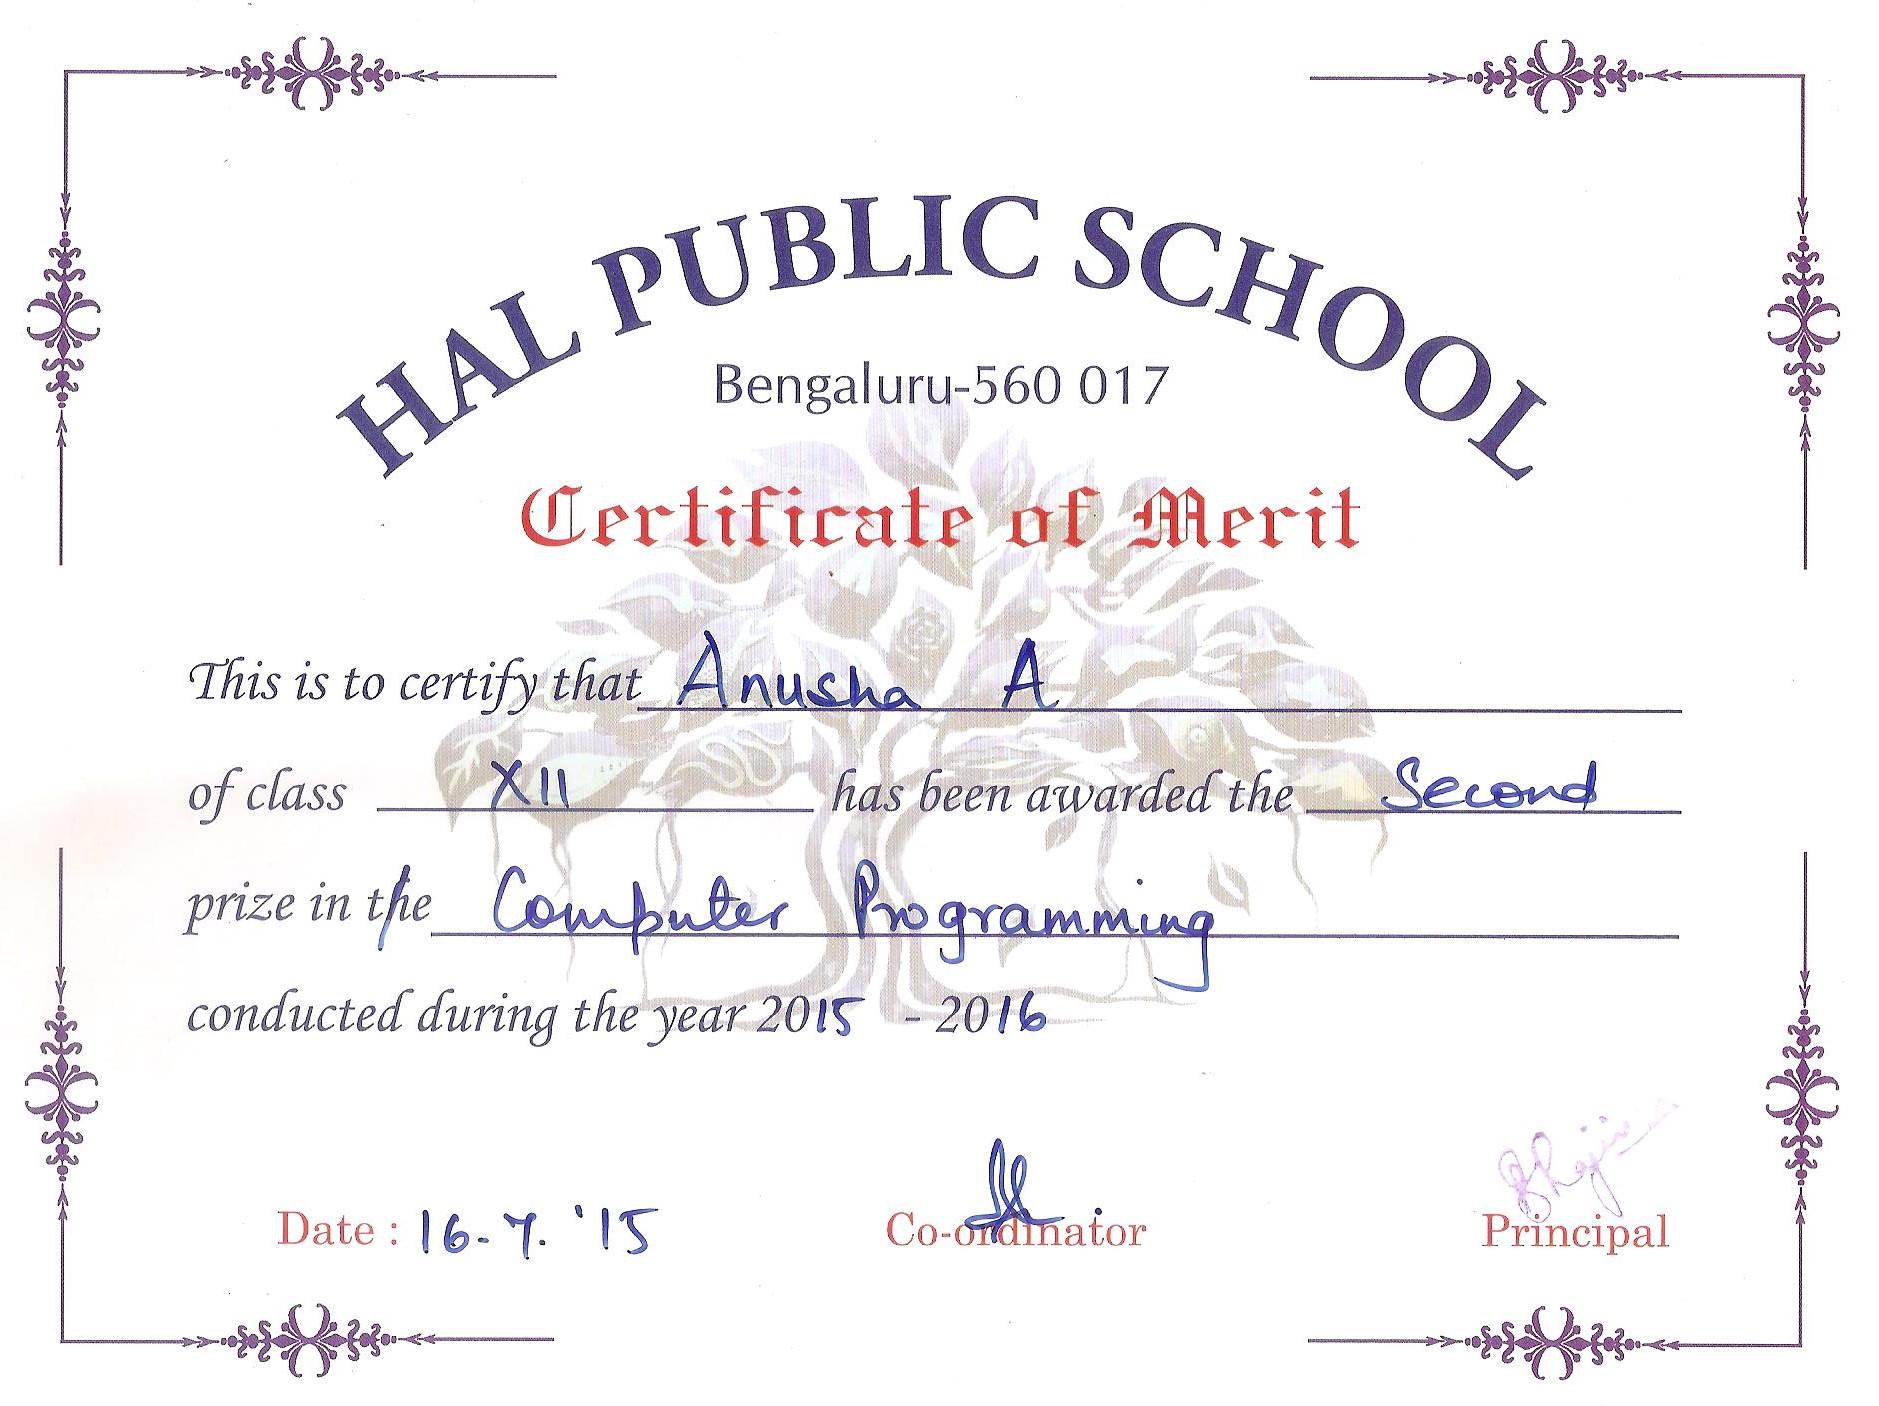 HAL PUBLIC SCHOOL
Bengaluru-560 017
Certificate of Merit
This is to certify that Anusha A
of class XII has been awarded the Second
prize in the Computer Programming
conducted during the year 2015 - 2016
Date : 16-7.'15 Co-ordinator Principal